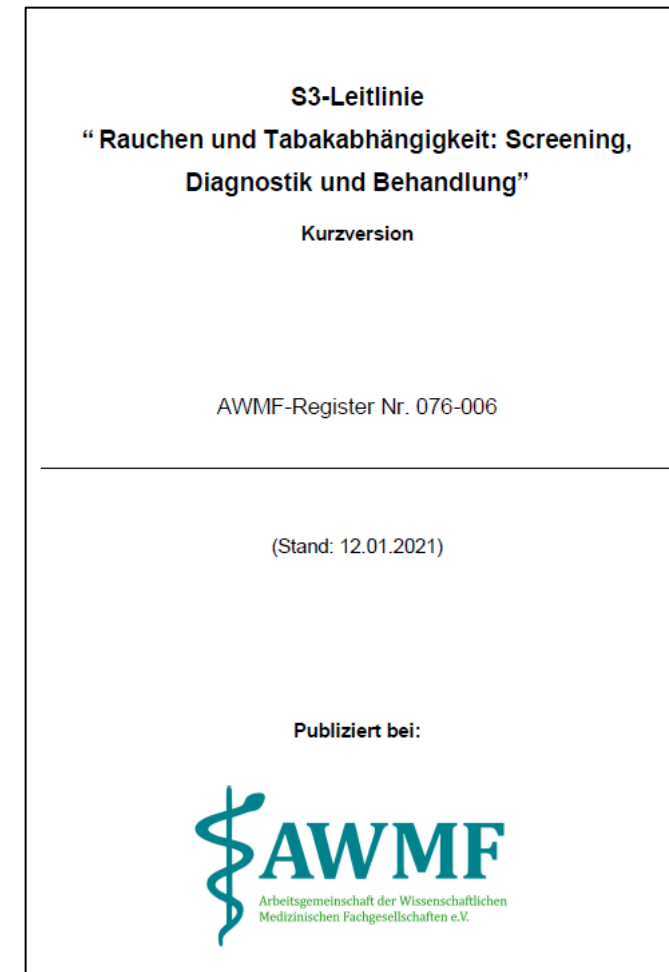 S3-Leitlinie
“ Rauchen und Tabakabhängigkeit: Screening,
Diagnostik und Behandlung”
Kurzversion
AWMF-Register Nr. 076-006
(Stand: 12.01.2021)
Publiziert bei:
AWMF
Arbeitsgemeinschaft der Wissenschaftlichen
Medizinischen Fachgesellschaften e.V.